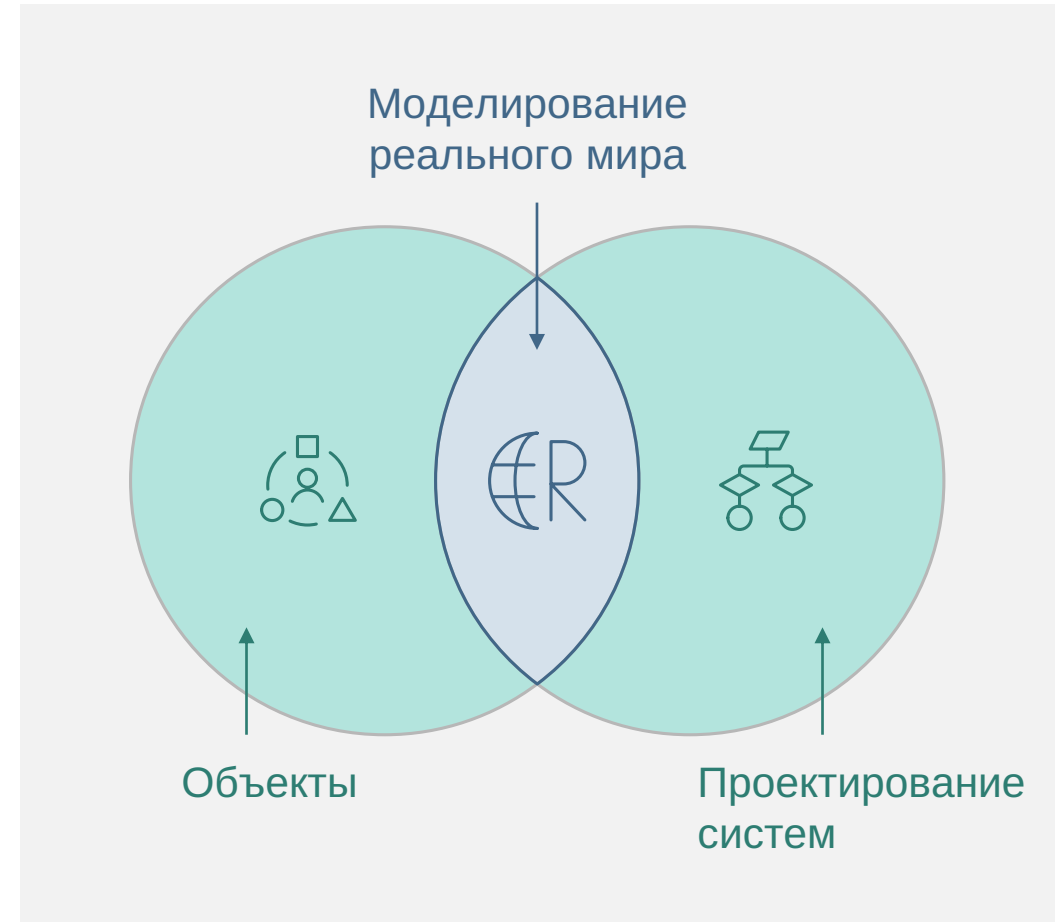 Моделирование
реального мира
R
Объекты
Проектирование
систем